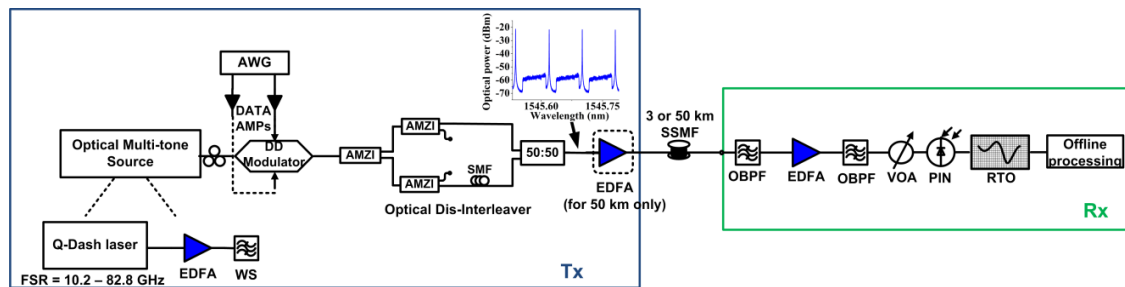 AWG
DATA
AMPs
Optical Multi-tone
Source
DD
Modulator
AMZI
AMZI
AMZI
SMF
50:50
Optical Dis-Interleaver
Optical power (dBm)
-20
-30
-40
-50
-60
-70
1545.60
1545.75
Wavelength (nm)
EDFA
(for 50 km only)
3 or 50 km
SSMF
Q-Dash laser
EDFA
WS
FSR = 10.2 – 82.8 GHz
Tx
OBPF
EDFA
OBPF
VOA
PIN
RTO
Offline
processing
Rx